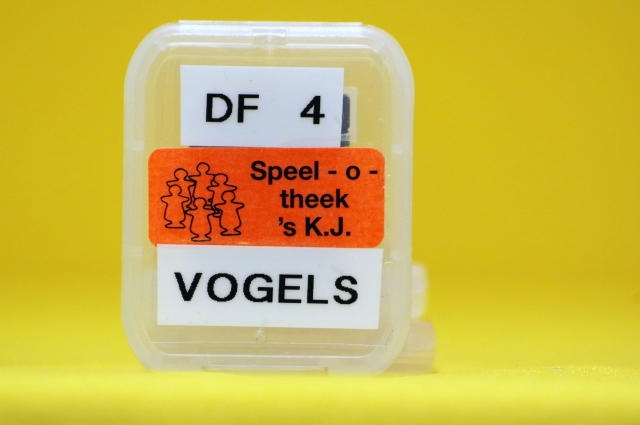 DF 4
Speel - o -
theek
's K.J.
VOGELS